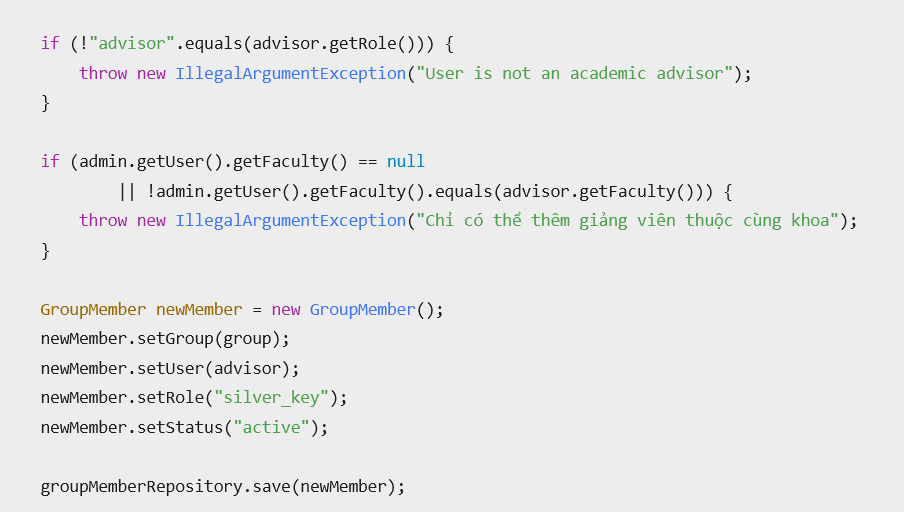 if (!"advisor".equals(advisor.getRole())) {
    throw new IllegalArgumentException("User is not an academic advisor");
}
if (admin.getUser().getFaculty() == null
        || !admin.getUser().getFaculty().equals(advisor.getFaculty())) {
    throw new IllegalArgumentException("Chỉ có thể thêm giảng viên thuộc cùng khoa");
}
GroupMember newMember = new GroupMember();
newMember.setGroup(group);
newMember.setUser(advisor);
newMember.setRole("silver_key");
newMember.setStatus("active");
groupMemberRepository.save(newMember);